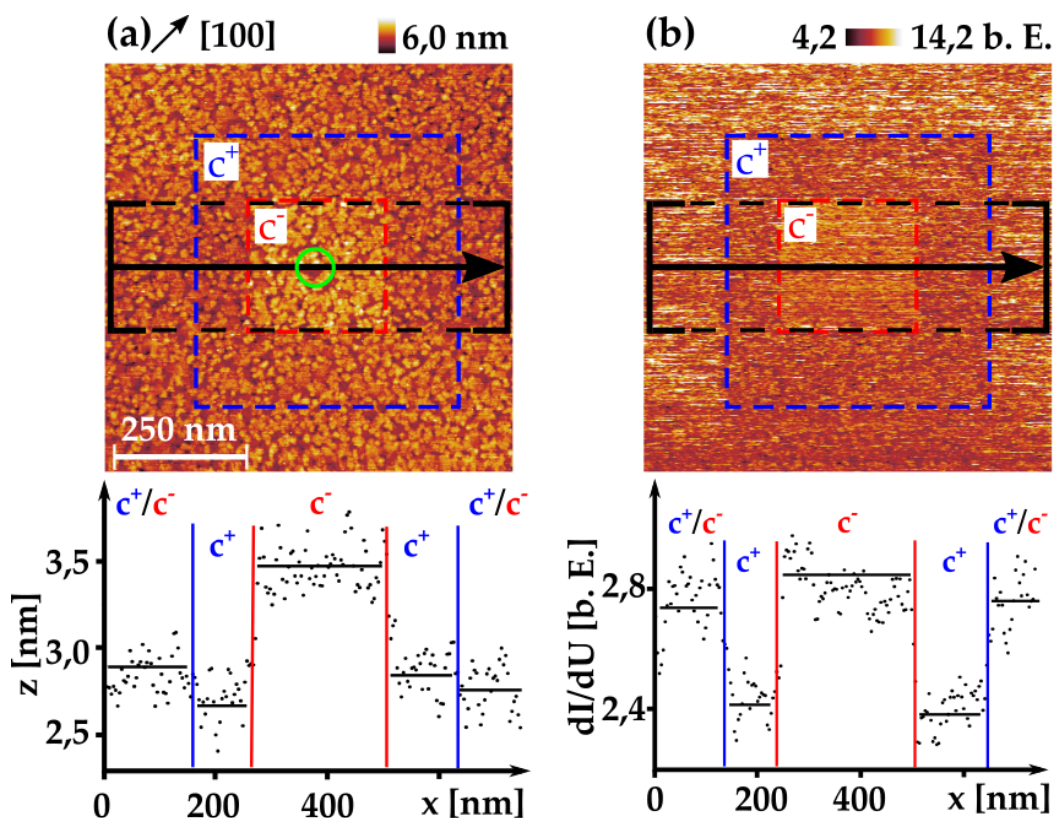 (a) [100] 6,0 nm
c+
c-
250 nm
c+/c- c+ c- c+ c+/c-
3,5
3,0
2,5
z [nm]
0 200 400 x [nm]
(b) 4,2 14,2 b. E.
c+
c-
c+/c- c+ c- c+ c+/c-
2,8
2,4
dI/dU [b. E.]
0 200 400 x [nm]